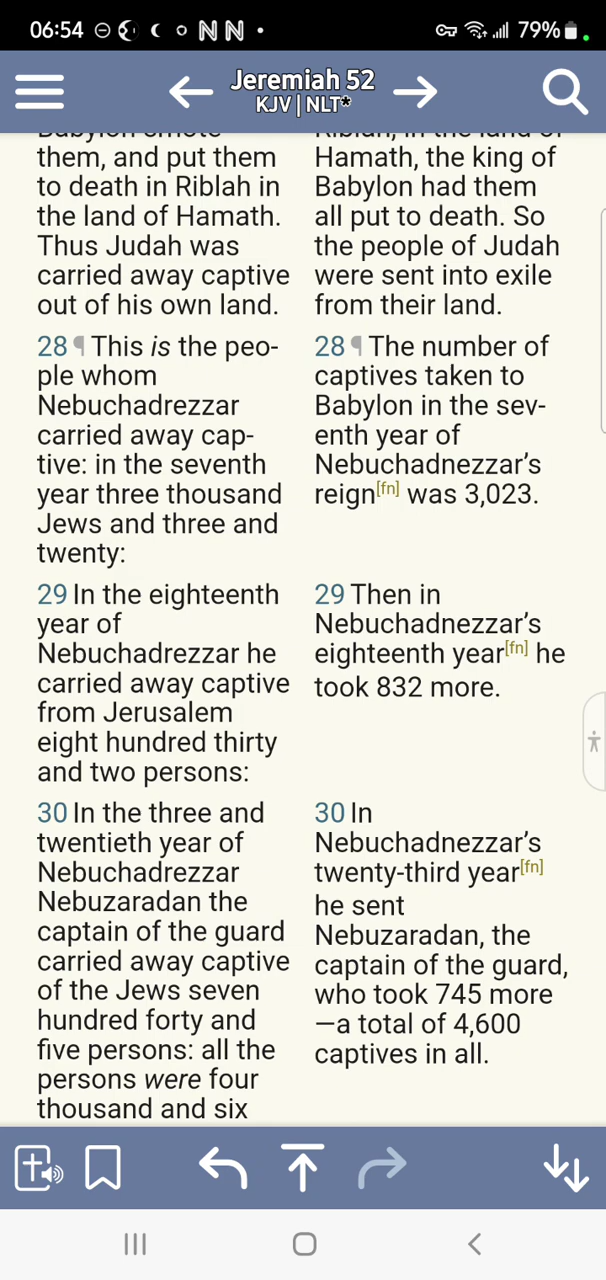 06:54
N N
79%
Jeremiah 52
KJV | NLT*
Babylon smote
them, and put them
to death in Riblah in
the land of Hamath.
Thus Judah was
carried away captive
out of his own land.
28 ¶ This is the peo-
ple whom
Nebuchadrezzar
carried away cap-
tive: in the seventh
year three thousand
Jews and three and
twenty:
29 In the eighteenth
year of
Nebuchadrezzar he
carried away captive
from Jerusalem
eight hundred thirty
and two persons:
30 In the three and
twentieth year of
Nebuchadrezzar
Nebuzaradan the
captain of the guard
carried away captive
of the Jews seven
hundred forty and
five persons: all the
persons were four
thousand and six
Riblah, in the land of
Hamath, the king of
Babylon had them
all put to death. So
the people of Judah
were sent into exile
from their land.
28 ¶ The number of
captives taken to
Babylon in the sev-
enth year of
Nebuchadnezzar’s
reign[fn] was 3,023.
29 Then in
Nebuchadnezzar’s
eighteenth year[fn] he
took 832 more.
30 In
Nebuchadnezzar’s
twenty-third year[fn]
he sent
Nebuzaradan, the
captain of the guard,
who took 745 more
—a total of 4,600
captives in all.